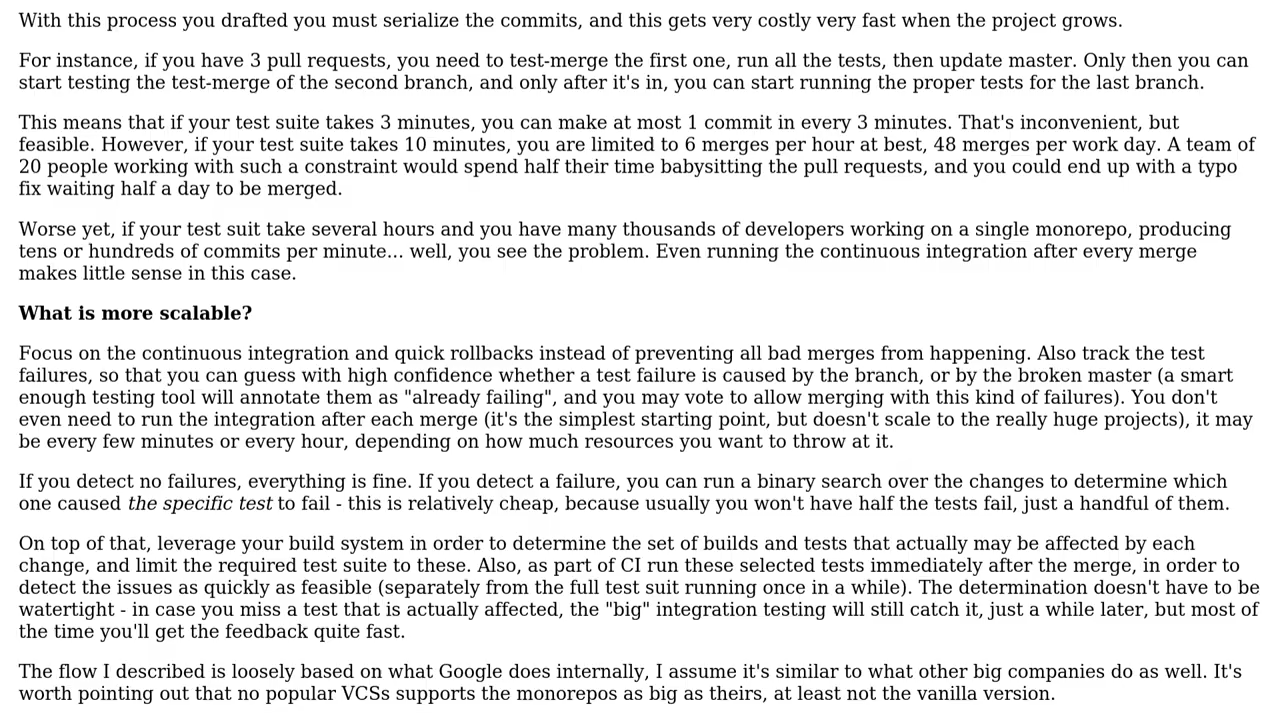 With this process you drafted you must serialize the commits, and this gets very costly very fast when the project grows.
For instance, if you have 3 pull requests, you need to test-merge the first one, run all the tests, then update master. Only then you can
start testing the test-merge of the second branch, and only after it's in, you can start running the proper tests for the last branch.
This means that if your test suite takes 3 minutes, you can make at most 1 commit in every 3 minutes. That's inconvenient, but
feasible. However, if your test suite takes 10 minutes, you are limited to 6 merges per hour at best, 48 merges per work day. A team of
20 people working with such a constraint would spend half their time babysitting the pull requests, and you could end up with a typo
fix waiting half a day to be merged.
Worse yet, if your test suit take several hours and you have many thousands of developers working on a single monorepo, producing
tens or hundreds of commits per minute... well, you see the problem. Even running the continuous integration after every merge
makes little sense in this case.
What is more scalable?
Focus on the continuous integration and quick rollbacks instead of preventing all bad merges from happening. Also track the test
failures, so that you can guess with high confidence whether a test failure is caused by the branch, or by the broken master (a smart
enough testing tool will annotate them as "already failing", and you may vote to allow merging with this kind of failures). You don't
even need to run the integration after each merge (it's the simplest starting point, but doesn't scale to the really huge projects), it may
be every few minutes or every hour, depending on how much resources you want to throw at it.
If you detect no failures, everything is fine. If you detect a failure, you can run a binary search over the changes to determine which
one caused the specific test to fail - this is relatively cheap, because usually you won't have half the tests fail, just a handful of them.
On top of that, leverage your build system in order to determine the set of builds and tests that actually may be affected by each
change, and limit the required test suite to these. Also, as part of CI run these selected tests immediately after the merge, in order to
detect the issues as quickly as feasible (separately from the full test suit running once in a while). The determination doesn't have to be
watertight - in case you miss a test that is actually affected, the "big" integration testing will still catch it, just a while later, but most of
the time you'll get the feedback quite fast.
The flow I described is loosely based on what Google does internally, I assume it's similar to what other big companies do as well. It's
worth pointing out that no popular VCSs supports the monorepos as big as theirs, at least not the vanilla version.